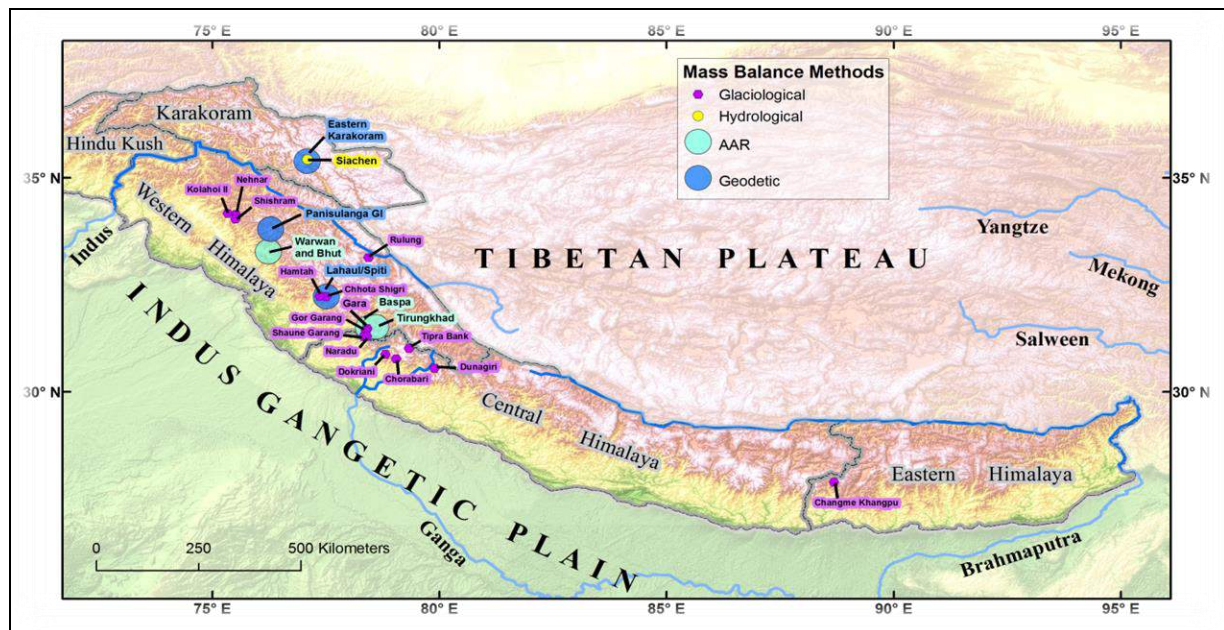 75° E
80° E
85° E
90° E
95° E
Mass Balance Methods
Glaciological
Hydrological
AAR
Geodetic
Karakoram
Hindu Kush
Eastern
Karakoram
Siachen
35° N
35° N
Nehnar
Kolahoi II
Shishram
Panisulanga Gl
Western
Himalaya
Warwan
and Bhut
Rulung
Indus
TIBETAN PLATEAU
Yangtze
Mekong
Salween
Hamtah
Lahaul/Spiti
Chhota Shigri
Gara
Baspa
Gor Garang
Tirungkhad
Shaune Garang
Tipra Bank
Naradu
Dokriani
Chorabari
Dunagiri
30° N
30° N
INDUS GANGETIC PLAIN
Central
Himalaya
Eastern
Himalaya
Changme Khangpu
Ganga
Brahmaputra
0
250
500 Kilometers
75° E
80° E
85° E
90° E
95° E